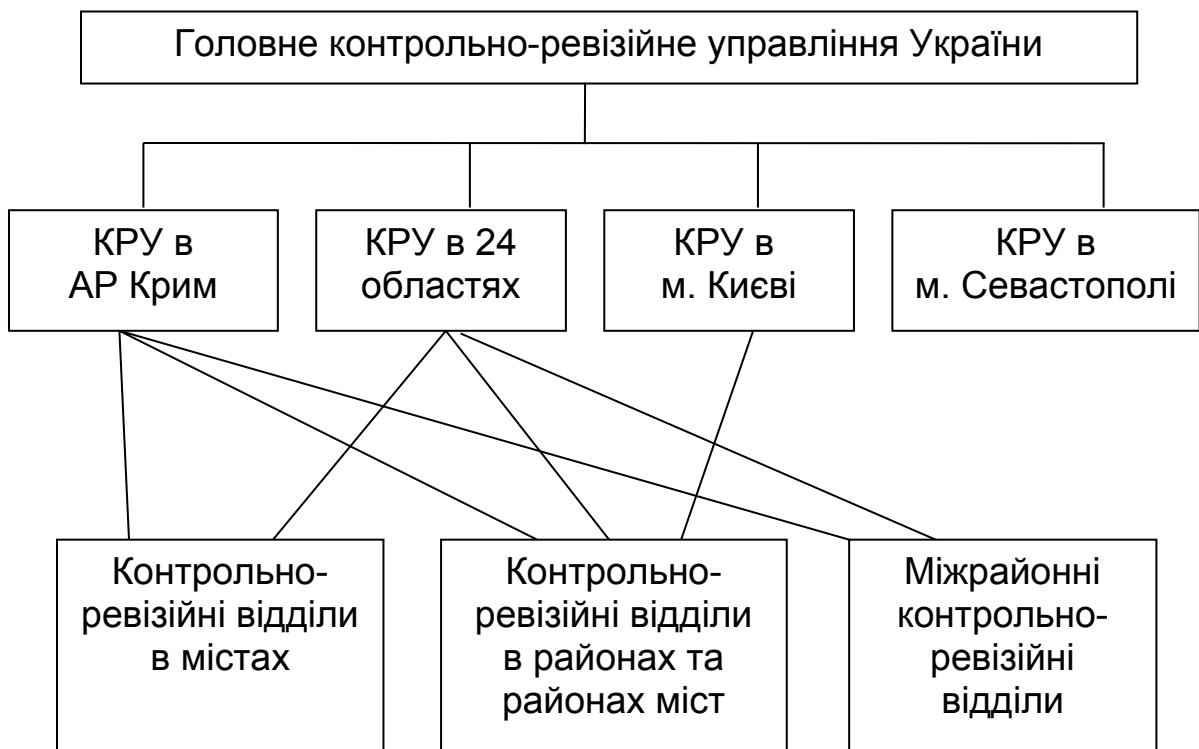 Головне контрольно-ревізійне управління України
КРУ в
АР Крим
КРУ в 24
областях
КРУ в
м. Києві
КРУ в
м. Севастополі
Контрольно-
ревізійні відділи
в містах
Контрольно-
ревізійні відділи
в районах та
районах міст
Міжрайонні
контрольно-
ревізійні
відділи